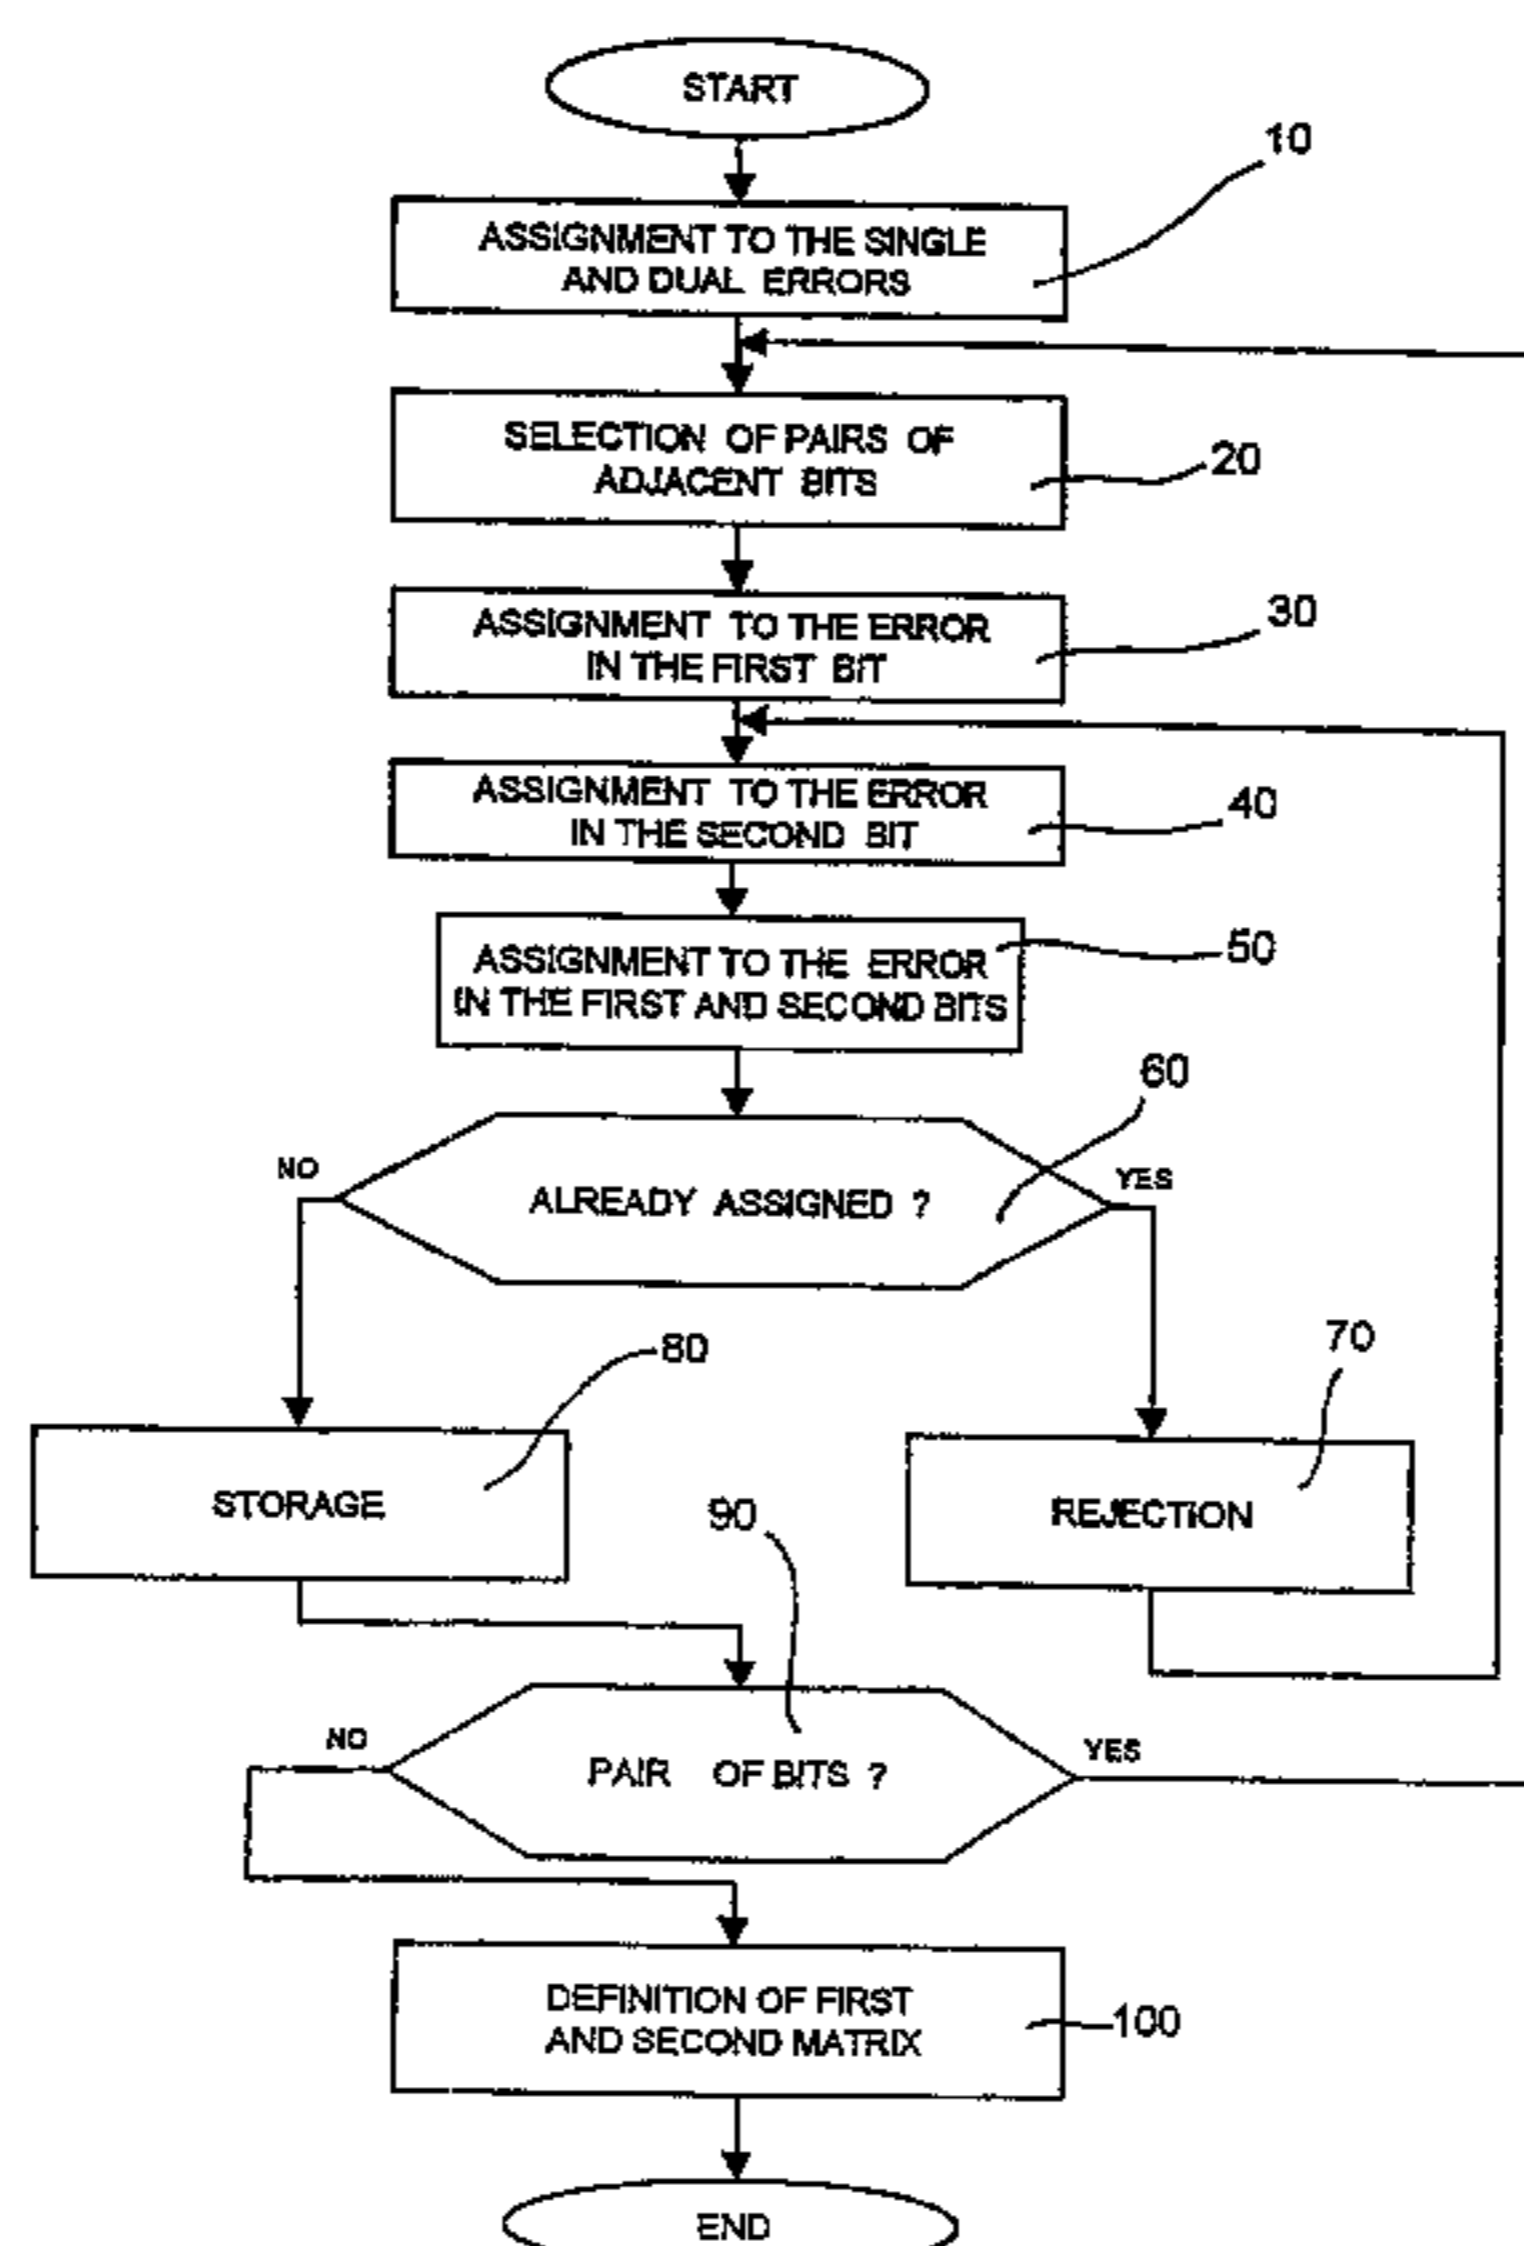 START
10
ASSIGNMENT TO THE SINGLE
AND DUAL ERRORS
SELECTION OF PAIRS OF
ADJACENT BITS
20
ASSIGNMENT TO THE ERROR
IN THE FIRST BIT
30
ASSIGNMENT TO THE ERROR
IN THE SECOND BIT
40
ASSIGNMENT TO THE ERROR
IN THE FIRST AND SECOND BITS
50
60
NO
YES
ALREADY ASSIGNED ?
80
70
STORAGE
REJECTION
90
NO
YES
PAIR OF BITS ?
DEFINITION OF FIRST
AND SECOND MATRIX
100
END